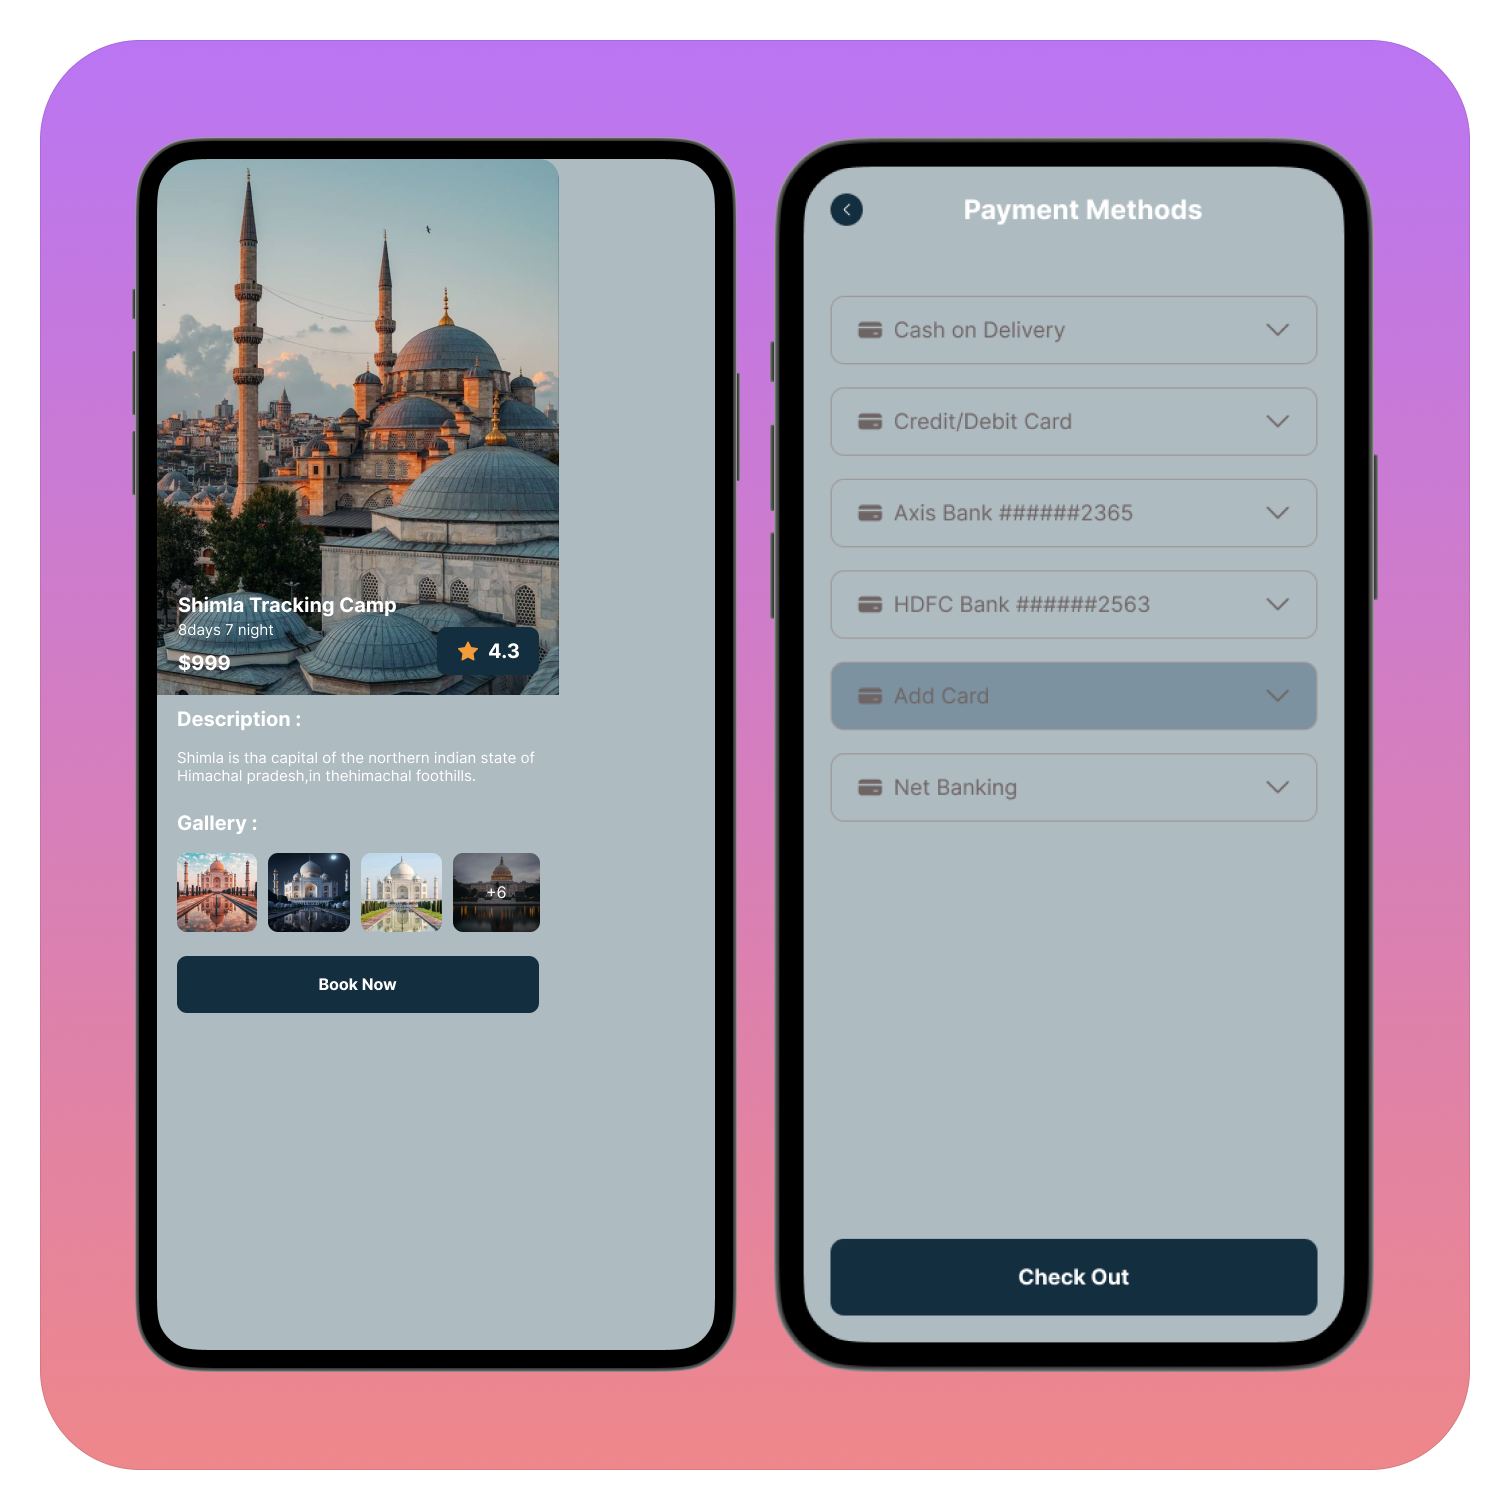 Shimla Tracking Camp
8days 7 night
$999
4.3
Description :
Shimla is tha capital of the northern indian state of
Himachal pradesh,in thehimachal foothills.
Gallery :
+6
Book Now
Payment Methods
Cash on Delivery
Credit/Debit Card
Axis Bank ######2365
HDFC Bank ######2563
Add Card
Net Banking
Check Out